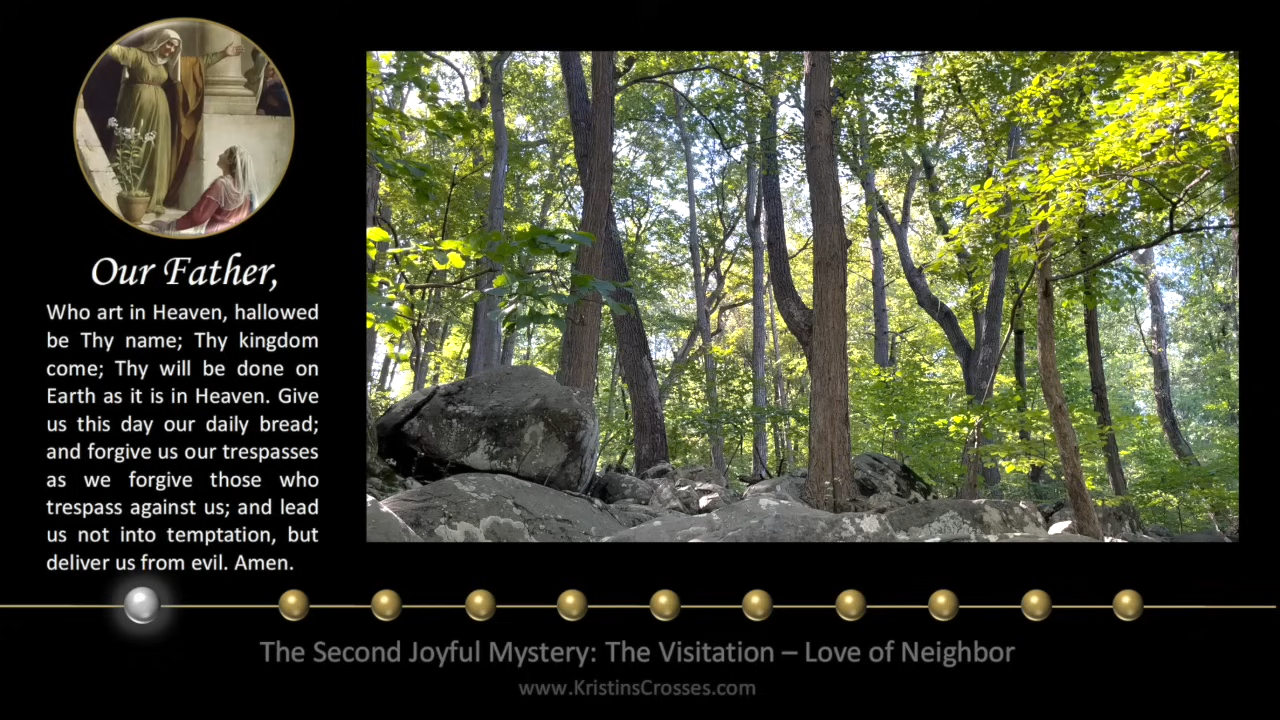 Our Father,
Who art in Heaven, hallowed
be Thy name; Thy kingdom
come; Thy will be done on
Earth as it is in Heaven. Give
us this day our daily bread;
and forgive us our trespasses
as we forgive those who
trespass against us; and lead
us not into temptation, but
deliver us from evil. Amen.
The Second Joyful Mystery: The Visitation – Love of Neighbor
www.KristinsCrosses.com